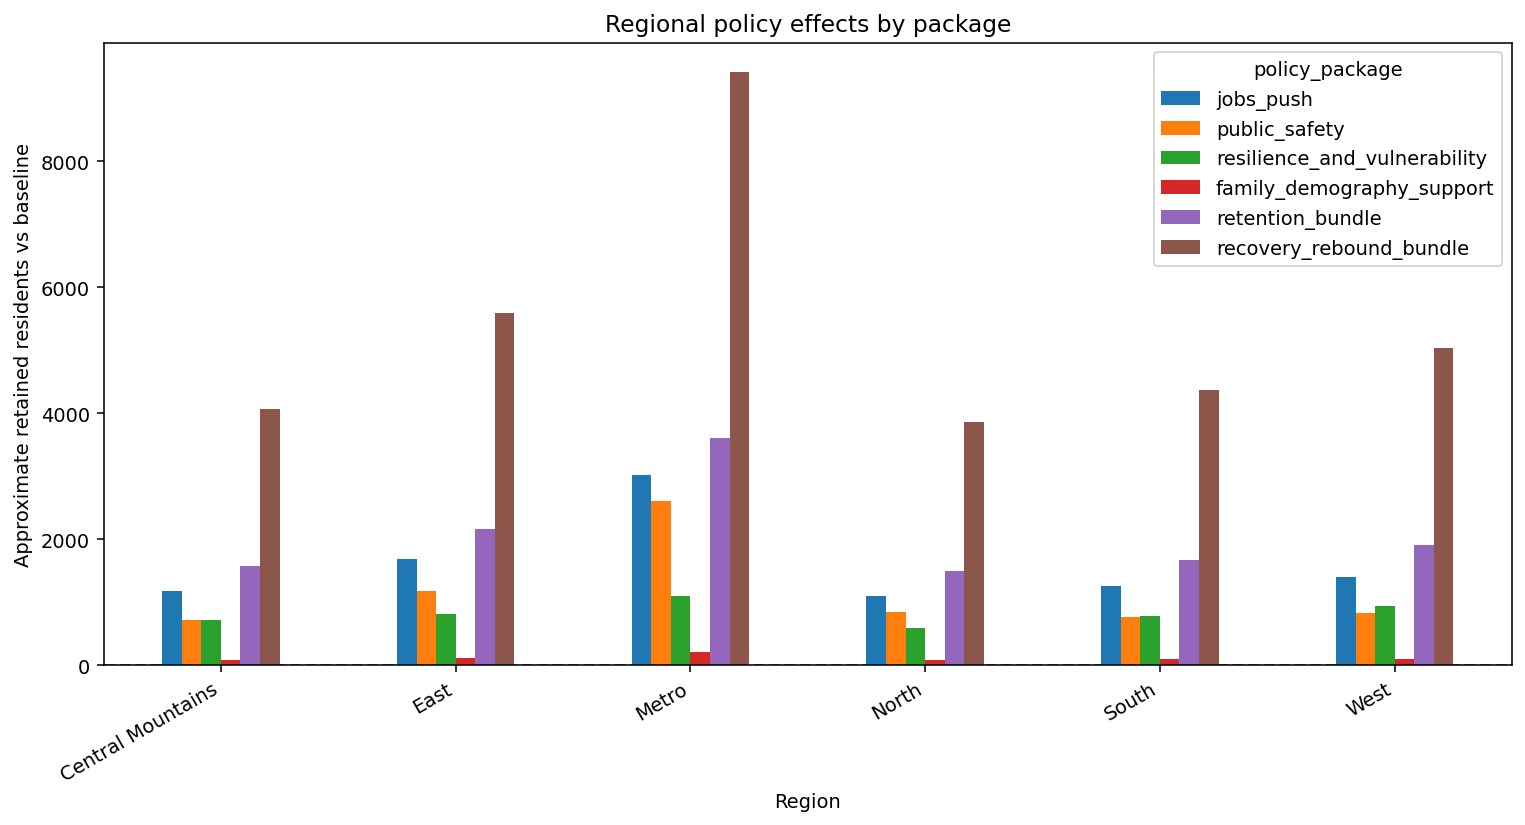 Regional policy effects by package
policy_package
jobs_push
public_safety
resilience_and_vulnerability
family_demography_support
retention_bundle
recovery_rebound_bundle
Approximate retained residents vs baseline
8000
6000
4000
2000
0
Central Mountains
East
Metro
North
South
West
Region